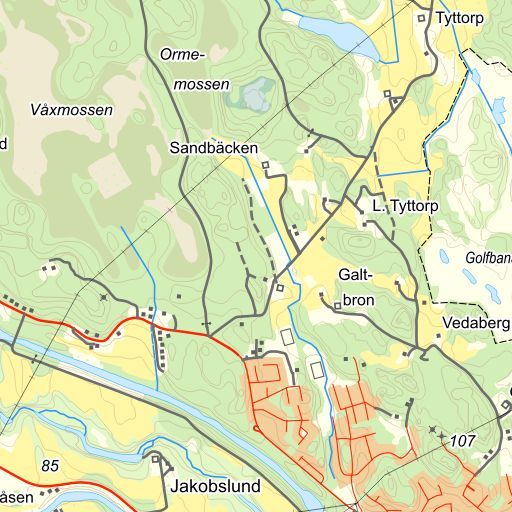 Tyttorp
Orme-
mossen
Våxmossen
d
Sandbäcken
L. Tyttorp
Golfbana
Galt-
bron
Vedaberg
107
85
Jakobslund
åsen